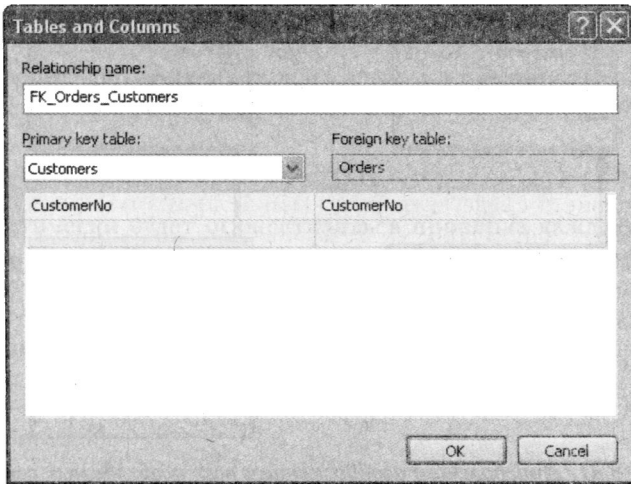 Tables and Columns
Relationship name:
FK_Orders_Customers
Primary key table:
Foreign key table:
Customers
Orders
CustomerNo
CustomerNo
OK
Cancel